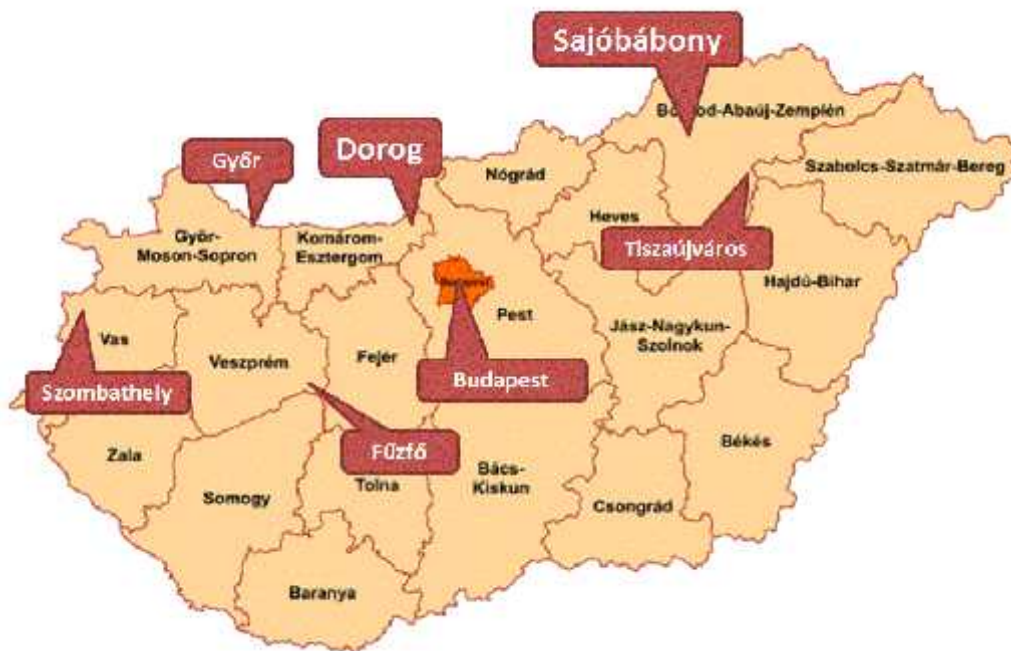 Sajóbábony
Borsod-Abaúj-Zemplén
Dorog
Győr
Nógrád
Szabolcs-Szatmár-Bereg
Heves
Győr-
Moson-Sopron
Komárom-
Esztergom
Tiszaújváros
Hajdú-Bihar
Budapest
Pest
Jász-Nagykun-
Szolnok
Vas
Veszprém
Fejér
Szombathely
Budapest
Fűzfő
Zala
Békés
Somogy
Tolna
Bács-
Kiskun
Csongrád
Baranya